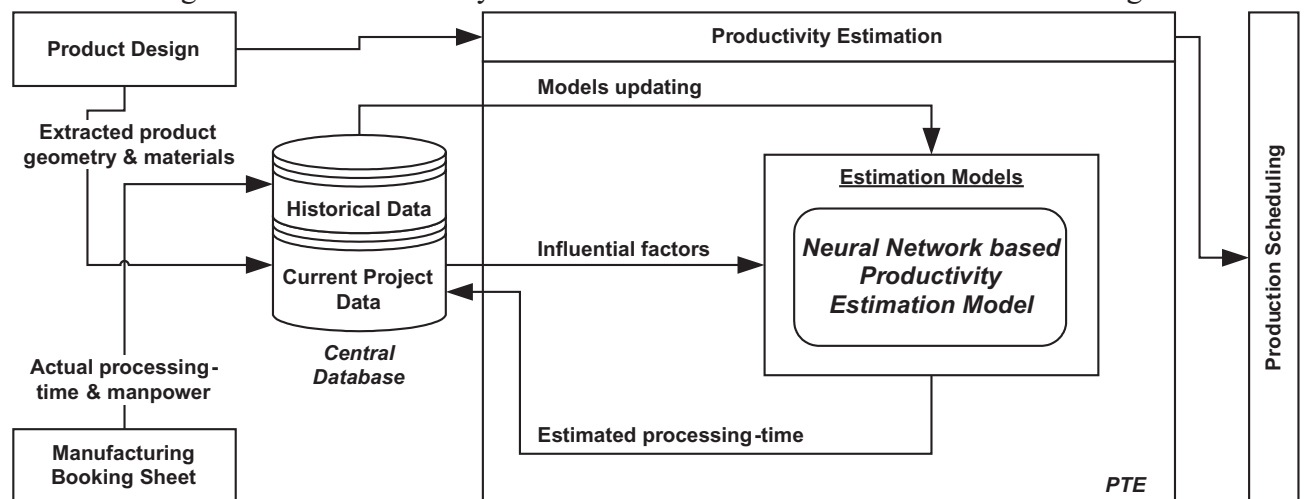 Product Design
Productivity Estimation
Models updating
Extracted product
geometry & materials
Estimation Models
Historical Data
Neural Network based
Productivity
Estimation Model
Influential factors
Current Project
Data
Production Scheduling
Central
Database
Actual processing-
time & manpower
Estimated processing-time
Manufacturing
Booking Sheet
PTE